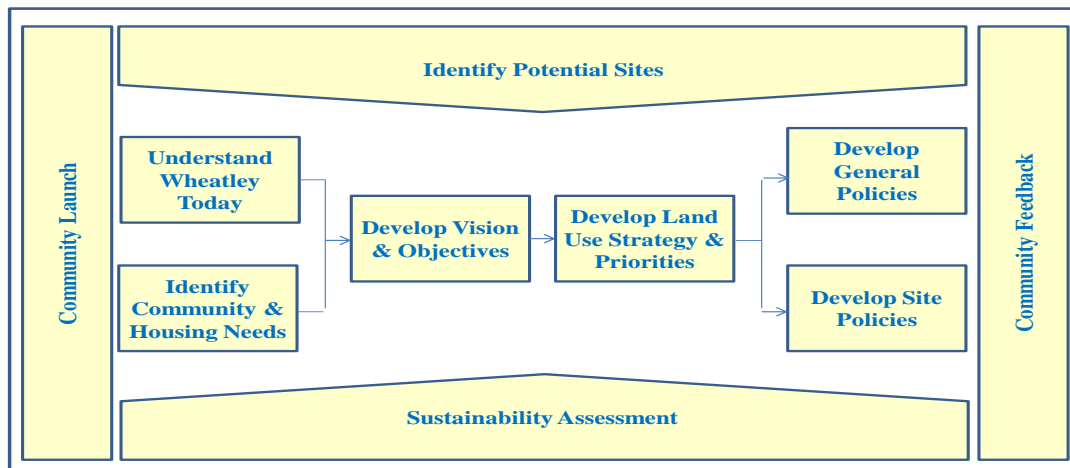 Community Launch
Identify Potential Sites
Understand
Wheatley
Today
Identify
Community &
Housing Needs
Develop Vision
& Objectives
Develop Land
Use Strategy &
Priorities
Develop
General
Policies
Develop Site
Policies
Sustainability Assessment
Community Feedback